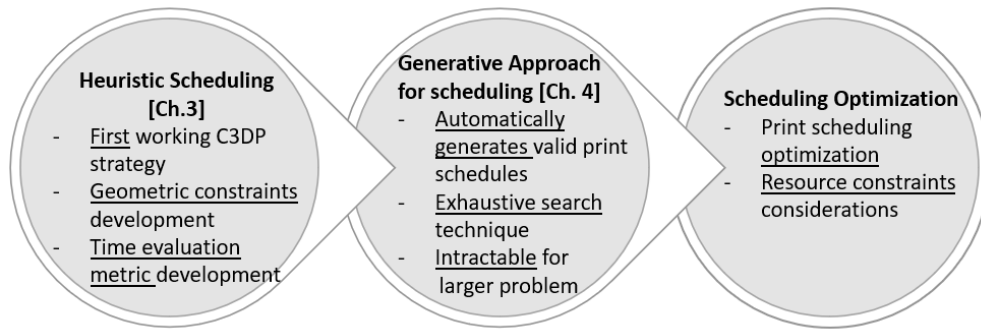 Heuristic Scheduling
[Ch.3]
- First working C3DP
strategy
- Geometric constraints
development
- Time evaluation
metric development
Generative Approach
for scheduling [Ch. 4]
- Automatically
generates valid print
schedules
- Exhaustive search
technique
- Intractable for
larger problem
Scheduling Optimization
- Print scheduling
optimization
- Resource constraints
considerations